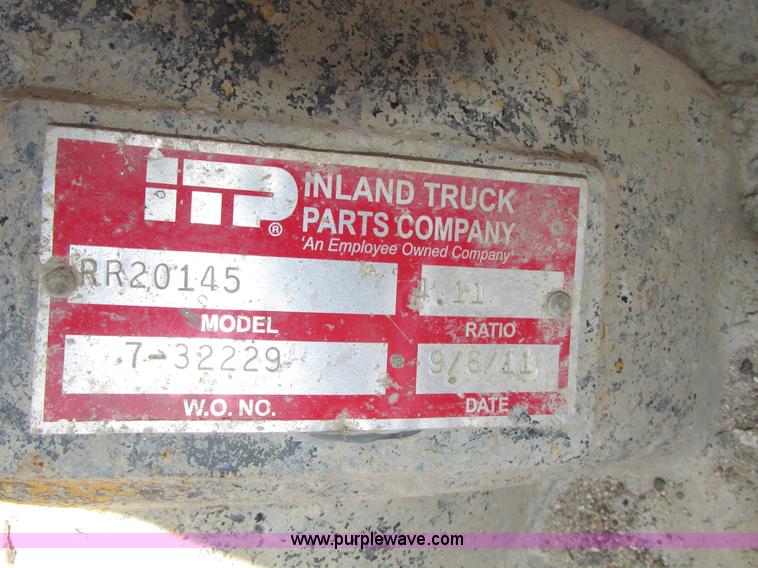 ITP® INLAND TRUCK
PARTS COMPANY
'An Employee Owned Company'
RR20145 4.11
MODEL RATIO
7-32229 9/6/11
W.O. NO. DATE
www.purplewave.com